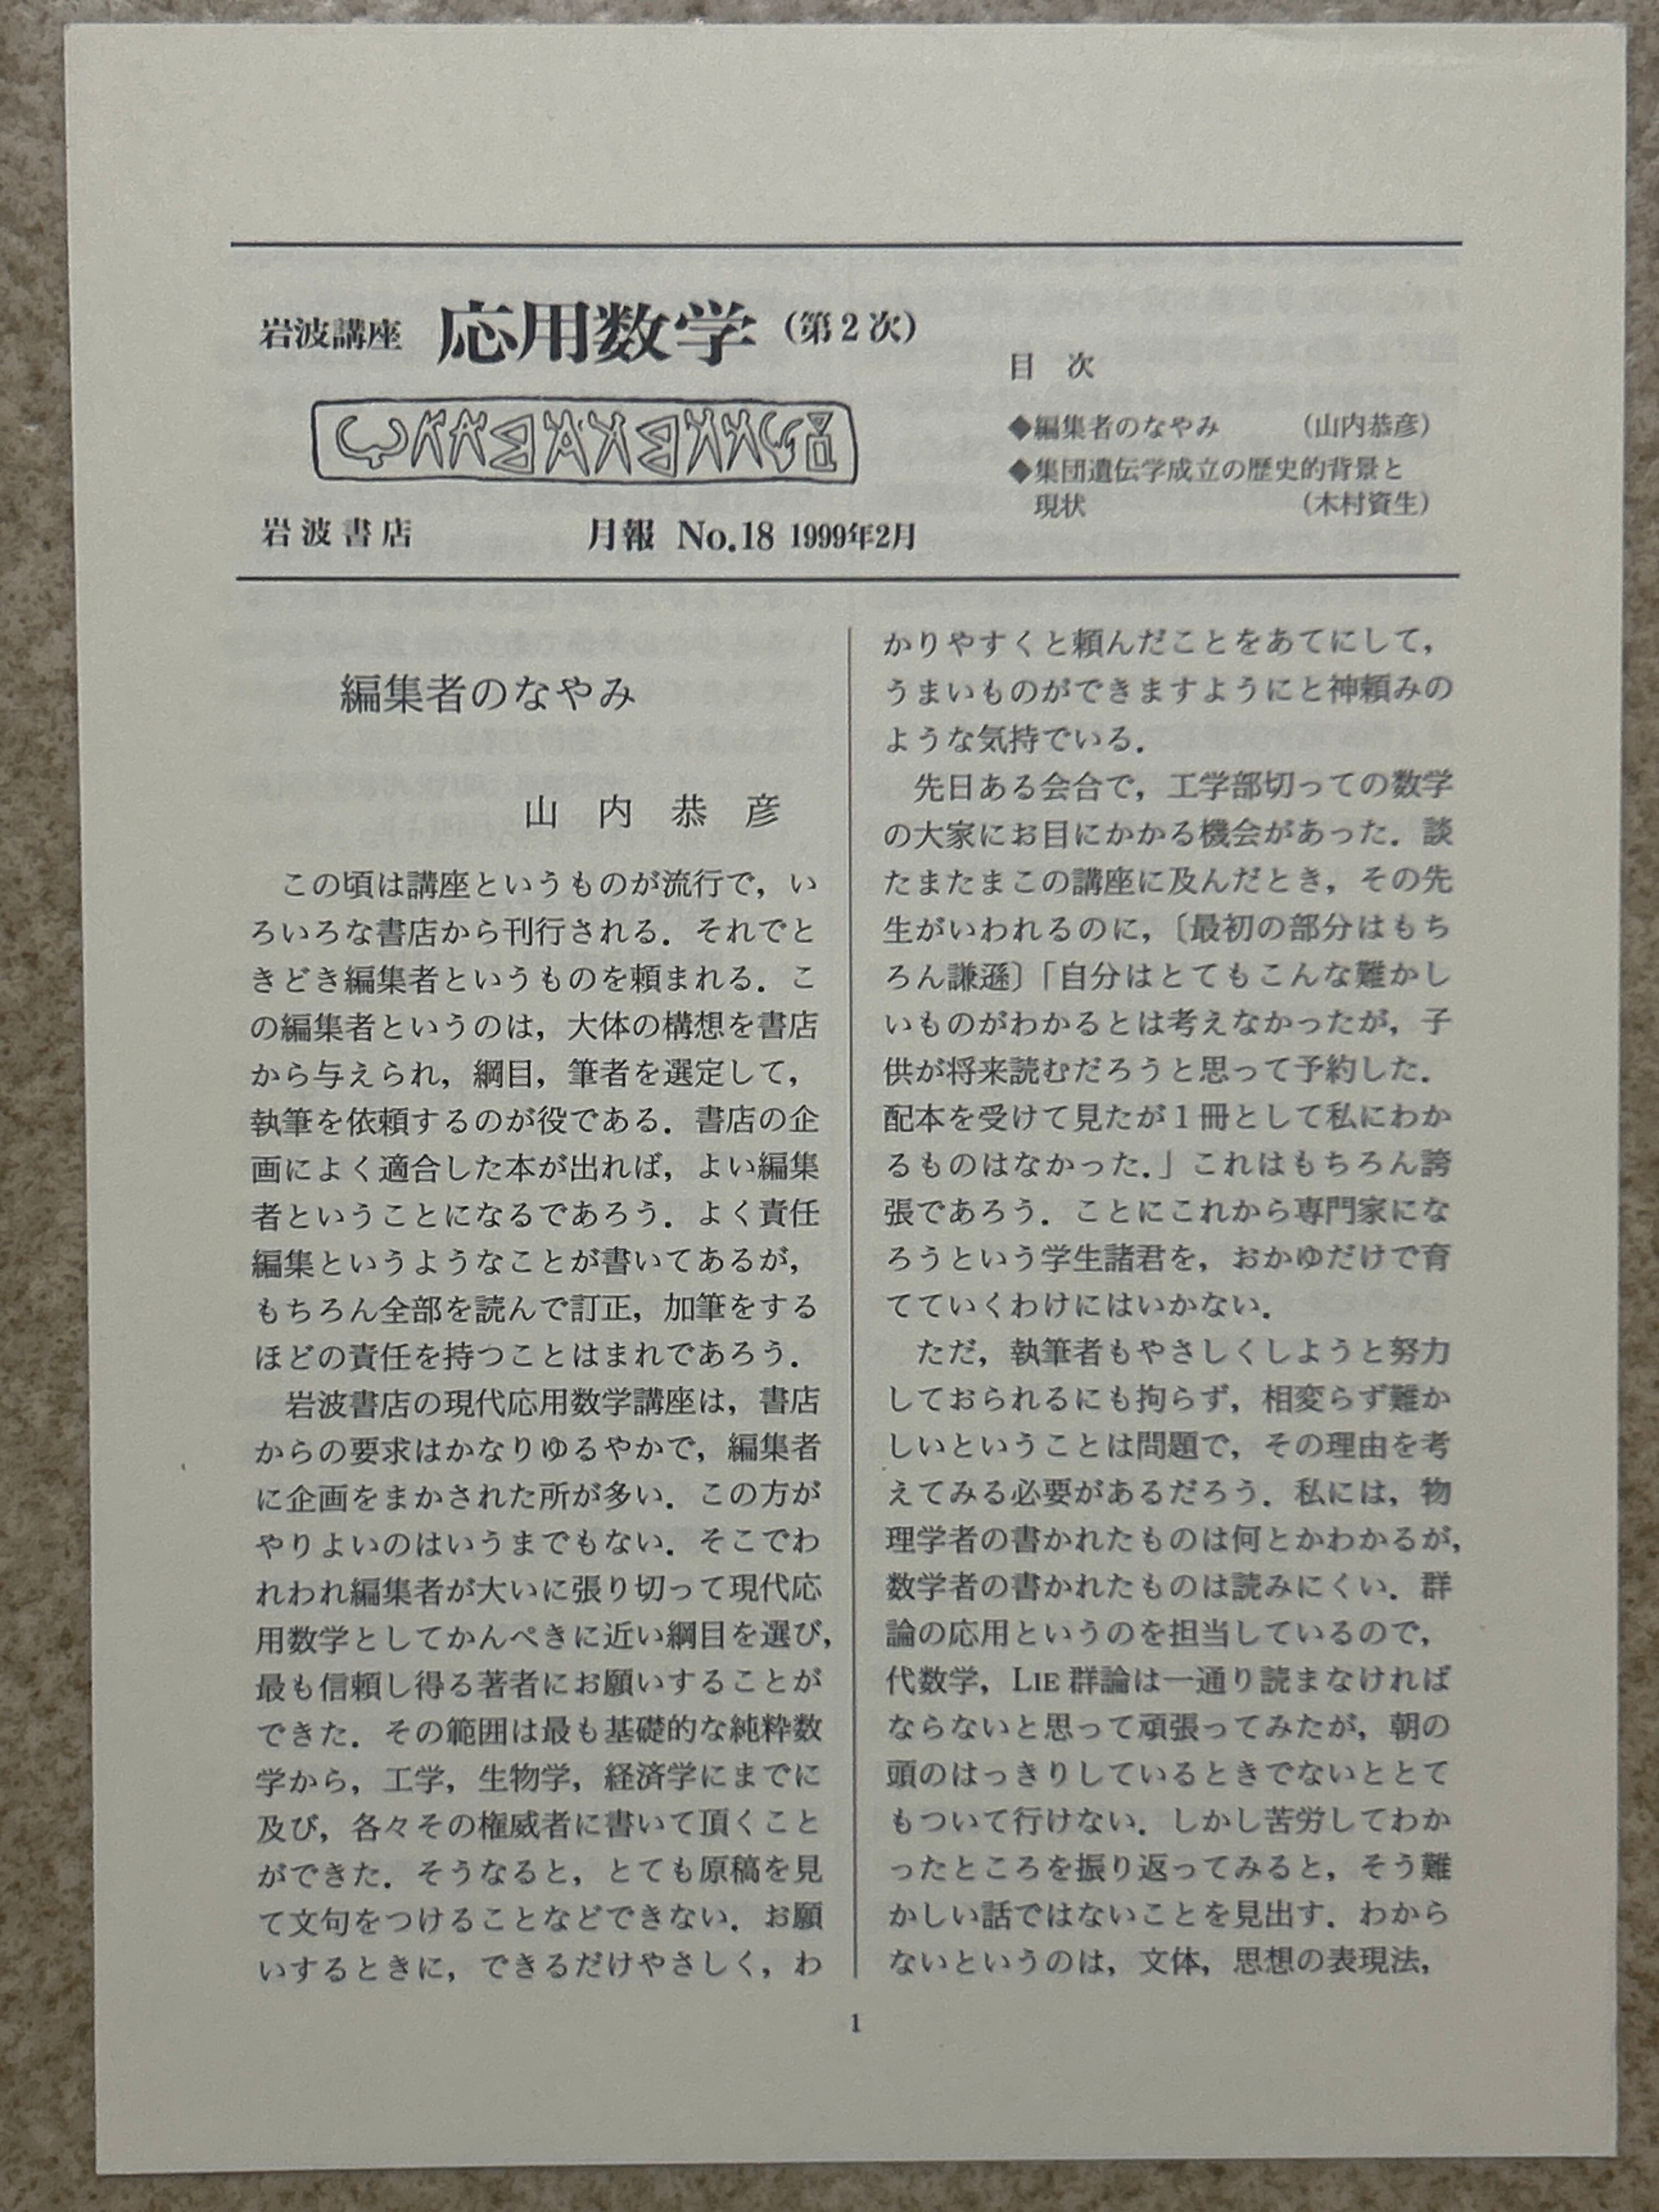 岩波講座 応用数学（第2次）
岩波書店 月報 No.18 1999年2月
目 次
◆編集者のなやみ （山内恭彦）
◆集団遺伝学成立の歴史的背景と
現状 （木村資生）
編集者のなやみ
山 内 恭 彦
この頃は講座というものが流行で，い
ろいろな書店から刊行される．それでと
きどき編集者というものを頼まれる．こ
の編集者というのは，大体の構想を書店
から与えられ，綱目，筆者を選定して，
執筆を依頼するのが役である．書店の企
画によく適合した本が出れば，よい編集
者ということになるであろう．よく責任
編集というようなことが書いてあるが，
もちろん全部を読んで訂正，加筆をする
ほどの責任を持つことはまれであろう．
岩波書店の現代応用数学講座は，書店
からの要求はかなりゆるやかで，編集者
に企画をまかされた所が多い．この方が
やりよいのはいうまでもない．そこでわ
れわれ編集者が大いに張り切って現代応
用数学としてかんぺきに近い綱目を選び，
最も信頼し得る著者にお願いすることが
できた．その範囲は最も基礎的な純粋数
学から，工学，生物学，経済学にまでに
及び，各々その権威者に書いて頂くこと
ができた．そうなると，とても原稿を見
て文句をつけることなどできない．お願
いするときに，できるだけやさしく，わ
かりやすくと頼んだことをあてにして，
うまいものができますようにと神頼みの
ような気持でいる．
先日ある会合で，工学部切っての数学
の大家にお目にかかる機会があった．談
たまたまこの講座に及んだとき，その先
生がいわれるのに，〔最初の部分はもち
ろん謙遜〕「自分はとてもこんな難かし
いものがわかるとは考えなかったが，子
供が将来読むだろうと思って予約した．
配本を受けて見たが1冊として私にわか
るものはなかった．」これはもちろん誇
張であろう．ことにこれから専門家にな
ろうという学生諸君を，おかゆだけで育
てていくわけにはいかない．
ただ，執筆者もやさしくしようと努力
しておられるにも拘らず，相変らず難か
しいということは問題で，その理由を考
えてみる必要があるだろう．私には，物
理学者の書かれたものは何とかわかるが，
数学者の書かれたものは読みにくい．群
論の応用というのを担当しているので，
代数学，LIE 群論は一通り読まなければ
ならないと思って頑張ってみたが，朝の
頭のはっきりしているときでないととて
もついて行けない．しかし苦労してわか
ったところを振り返ってみると，そう難
かしい話ではないことを見出す．わから
ないというのは，文体，思想の表現法，
1